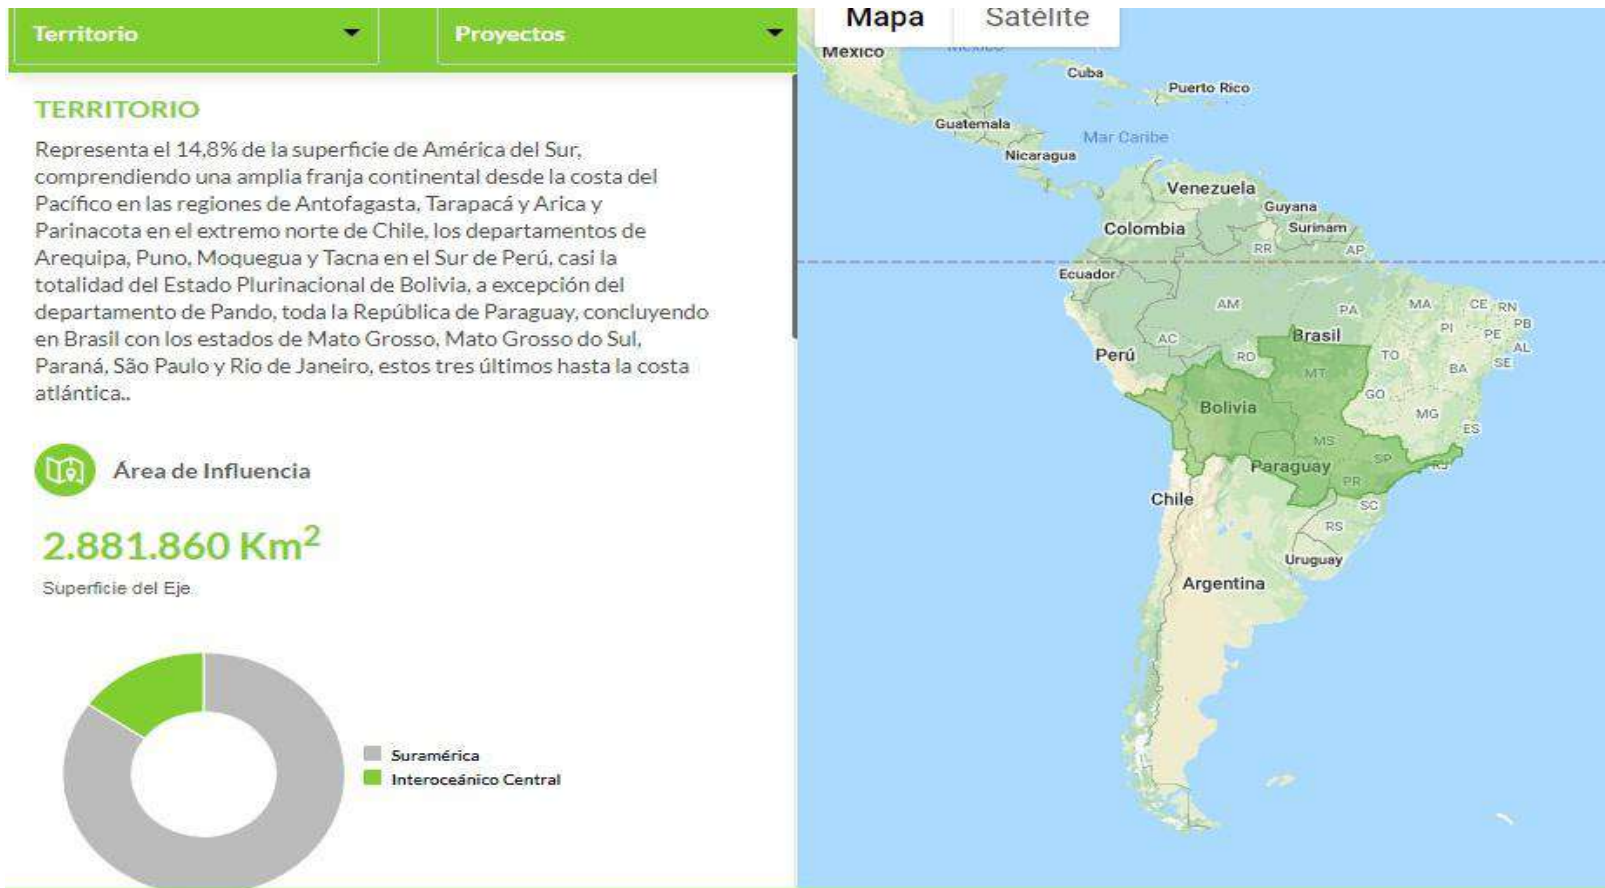 Territorio
Proyectos
TERRITORIO
Representa el 14,8% de la superficie de América del Sur,
comprendiendo una amplia franja continental desde la costa del
Pacífico en las regiones de Antofagasta, Tarapacá y Arica y
Parinacota en el extremo norte de Chile, los departamentos de
Arequipa, Puno, Moquegua y Tacna en el Sur de Perú, casi la
totalidad del Estado Plurinacional de Bolivia, a excepción del
departamento de Pando, toda la República de Paraguay, concluyendo
en Brasil con los estados de Mato Grosso, Mato Grosso do Sul,
Paraná, São Paulo y Rio de Janeiro, estos tres últimos hasta la costa
atlántica..
Área de Influencia
2.881.860 Km²
Superficie del Eje
Suramérica
Interoceánico Central
Mapa
Satélite
México
Cuba
Puerto Rico
Guatemala
Mar Caribe
Nicaragua
Venezuela
Guyana
Colombia
Surinam
RR
AP
Ecuador
AM
PA
MA
CE
RN
PB
PI
PE
AL
AC
Brasil
Perú
RO
TO
SE
BA
MT
GO
Bolivia
MG
ES
MS
SP
RJ
Paraguay
PR
Chile
SC
RS
Uruguay
Argentina